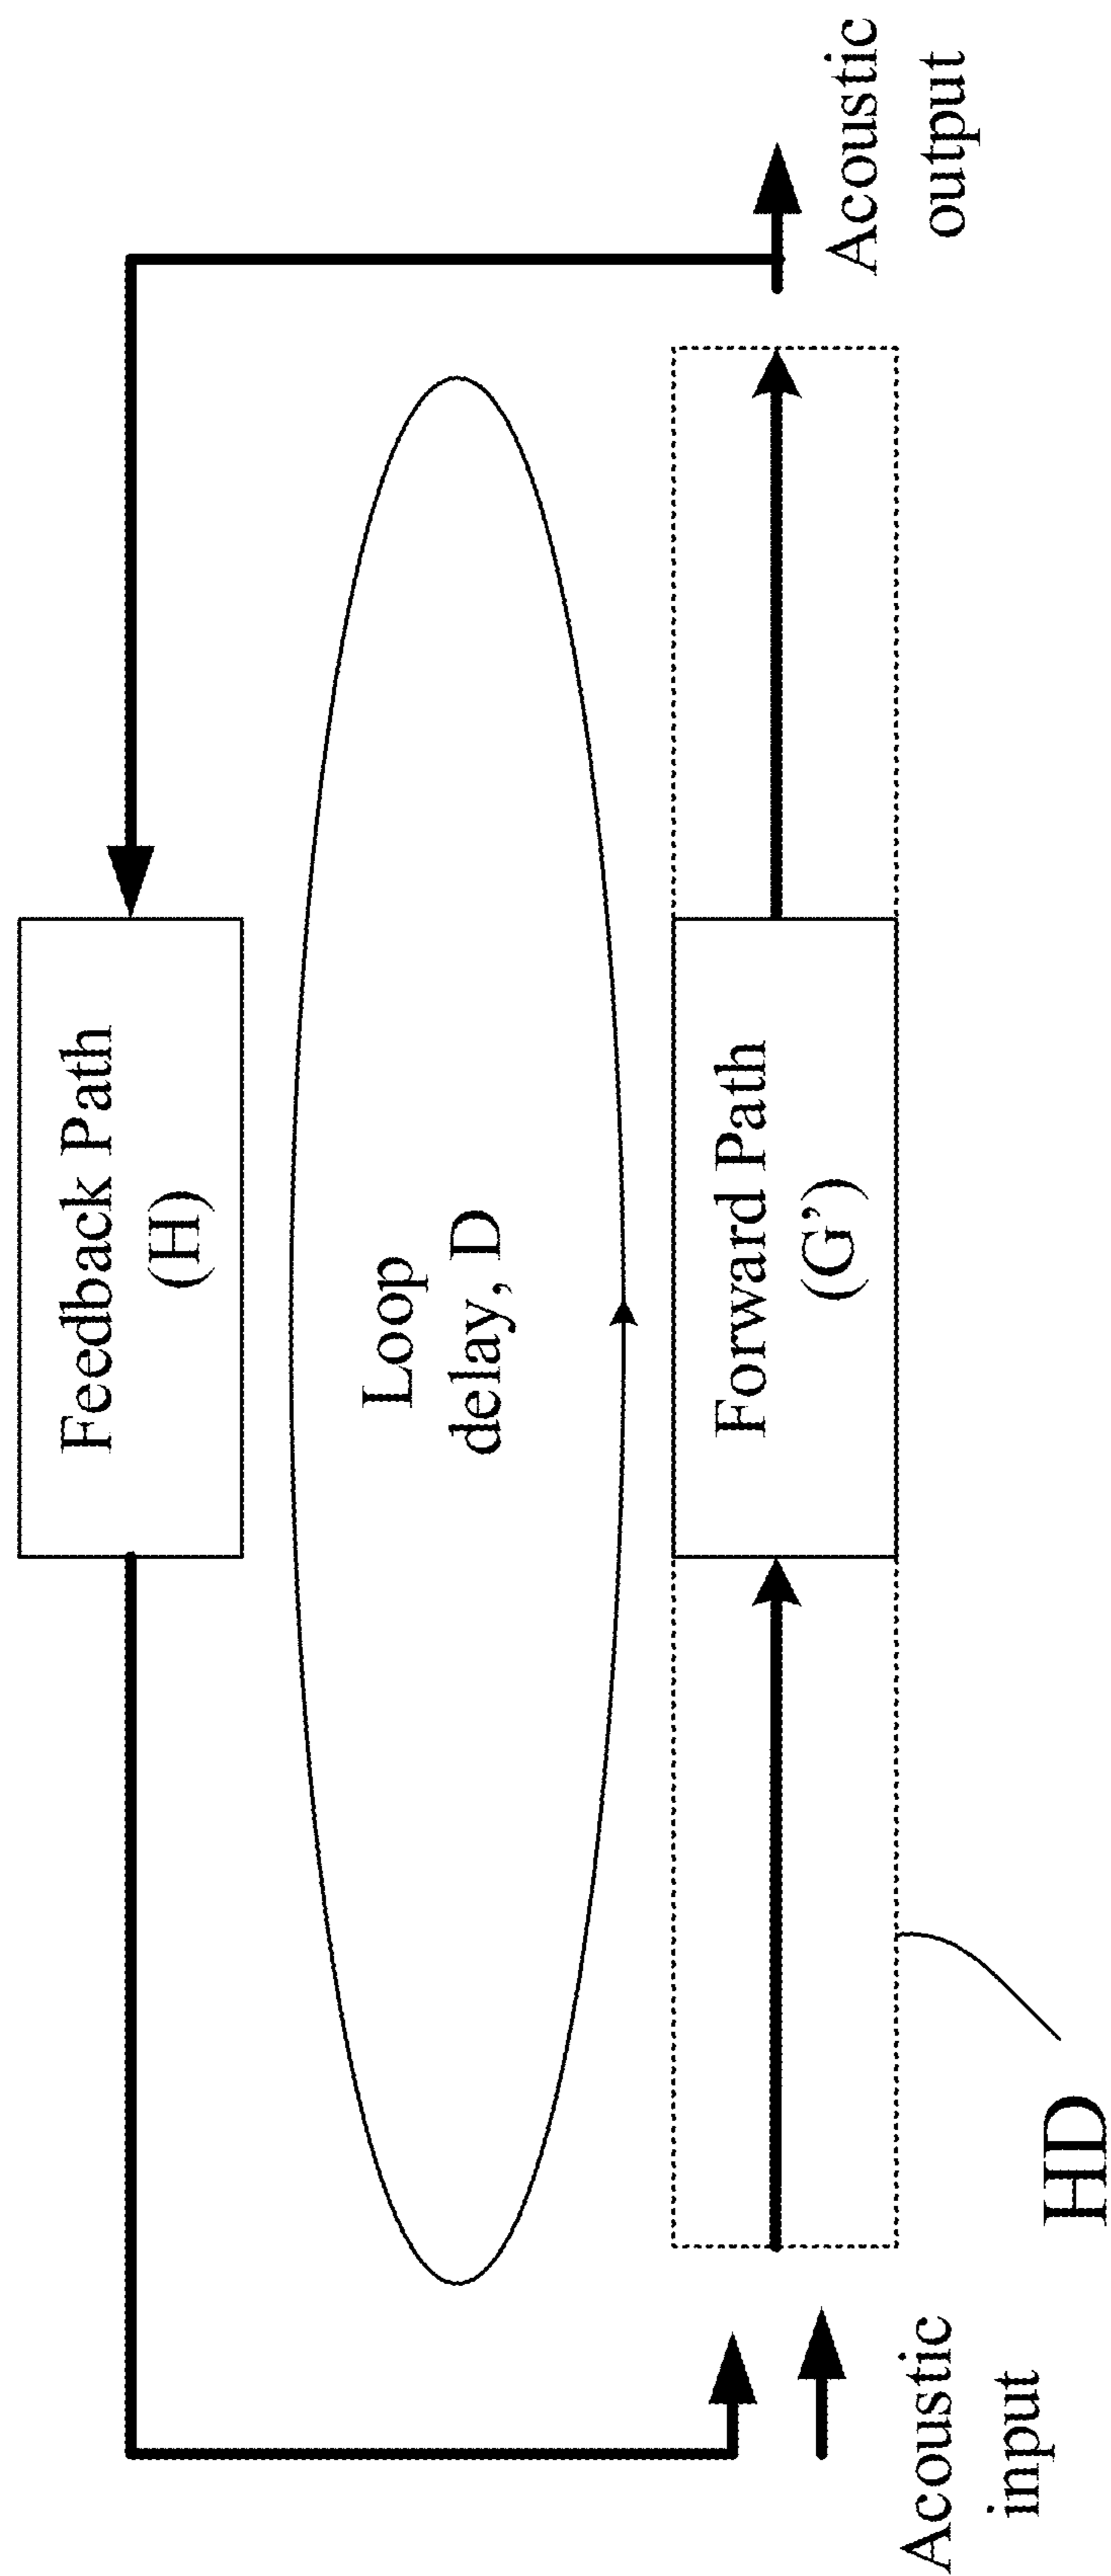 Feedback Path
(H)
Loop
delay, D
Forward Path
(G’)
Acoustic
input
Acoustic
output
HD